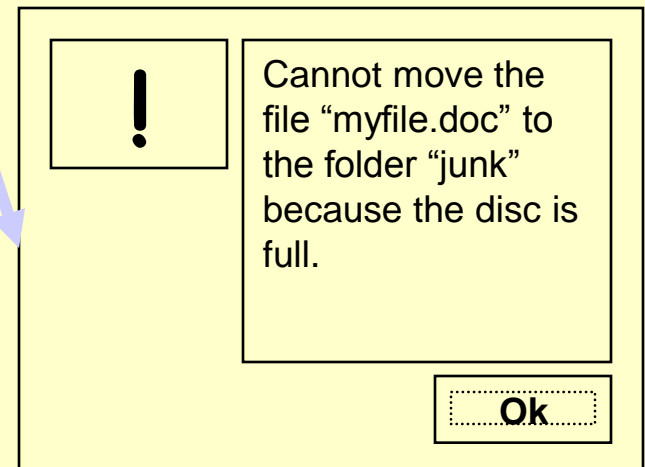 !
Cannot move the
file “myfile.doc” to
the folder “junk”
because the disc is
full.
Ok